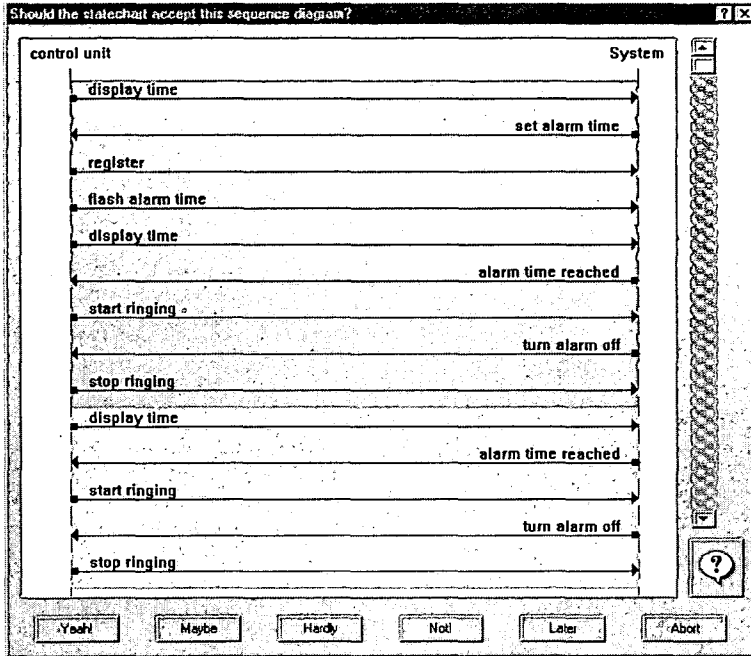 Should the statechart accept this sequence diagram? ? X
control unit System
display time
set alarm time
register
flash alarm time
display time
alarm time reached
start ringing
turn alarm off
stop ringing
display time
alarm time reached
start ringing
turn alarm off
stop ringing
?
Yeah! Maybe Hardly Not! Later Abort